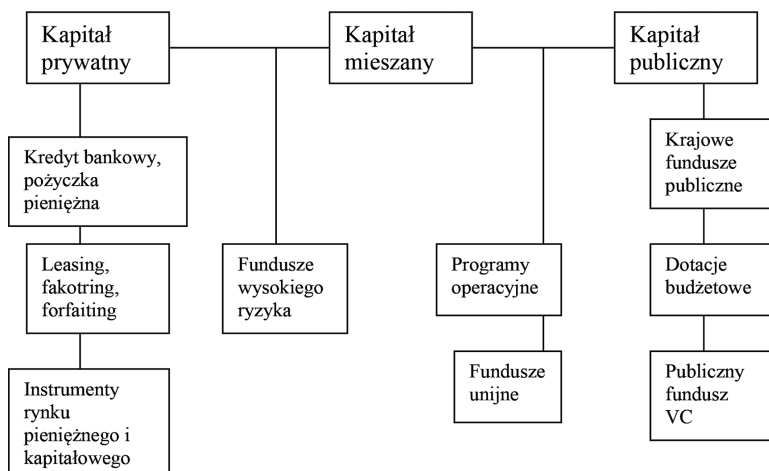 Kapitał
prywatny
Kapitał
mieszany
Kapitał
publiczny
Kredyt bankowy,
pożyczka
pieniężna
Krajowe
fundusze
publiczne
Leasing,
fakotring,
forfaiting
Fundusze
wysokiego
ryzyka
Programy
operacyjne
Dotacje
budżetowe
Instrumenty
rynku
pieniężnego i
kapitałowego
Fundusze
unijne
Publiczny
fundusz
VC